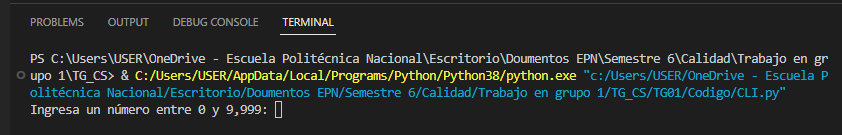 PROBLEMS OUTPUT DEBUG CONSOLE TERMINAL
PS C:\Users\USER\OneDrive - Escuela Politécnica Nacional\Escritorio\Doumentos EPN\Semestre 6\Calidad\Trabajo en gr
upo 1\TG_CS> & C:/Users/USER/AppData/Local/Programs/Python/Python38/python.exe "c:/Users/USER/OneDrive - Escuela P
olitécnica Nacional/Escritorio/Doumentos EPN/Semestre 6/Calidad/Trabajo en grupo 1/TG_CS/TG01/Codigo/CLI.py"
Ingresa un número entre 0 y 9,999: